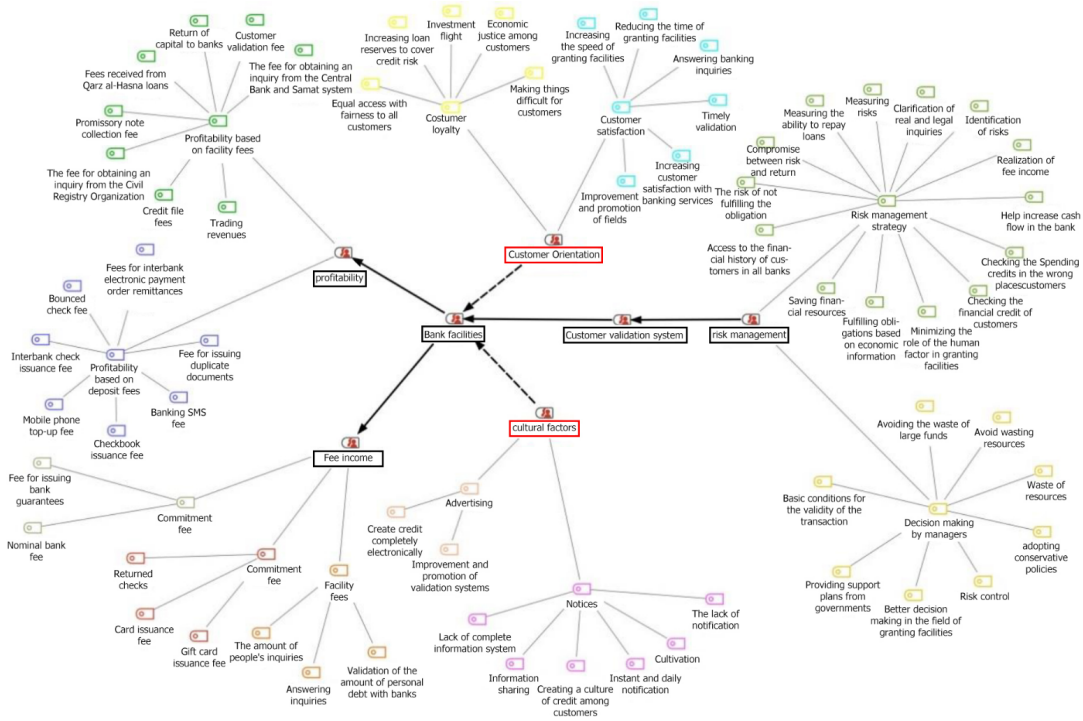 Return of
capital to banks
Customer
validation fee
Fees received from
Qarz al-Hasna loans
The fee for obtaining an
inquiry from the Central
Bank and Samat system
Promissory note
collection fee
Profitability based
on facility fees
The fee for obtaining an
inquiry from the Civil
Registry Organization
Credit file
fees
Trading
revenues
Increasing loan
reserves to cover
credit risk
Investment
flight
Economic
justice among
customers
Equal access with
fairness to all
customers
Making things
difficult for
customers
Costumer
loyalty
Increasing
the speed of
granting facilities
Reducing the time of
granting facilities
Answering banking
inquiries
Timely
validation
Customer
satisfaction
Increasing
customer
satisfaction with
banking services
Improvement
and promotion
of fields
Customer Orientation
Measuring
the ability to repay
loans
Measuring
risks
Clarification of
real and legal
inquiries
Identification
of risks
Compromise
between risk
and return
Realization of
fee income
The risk of not
fulfilling the
obligation
Risk management
strategy
Help increase cash
flow in the bank
Access to the finan-
cial history of cus-
tomers in all banks
Checking the Spending
credits in the wrong
placescustomers
Saving finan-
cial resources
Fulfilling obli-
gations based
on economic
information
Minimizing the
role of the human
factor in granting
facilities
Checking the
financial credit of
customers
profitability
Fees for interbank
electronic payment
order remittances
Bounced
check fee
Interbank check
issuance fee
Profitability
based on
deposit fees
Fee for issuing
duplicate
documents
Mobile phone
top-up fee
Banking SMS
fee
Checkbook
issuance fee
Bank facilities
Customer validation system
risk management
cultural factors
Fee income
Fee for issuing
bank
guarantees
Commitment
fee
Nominal bank
fee
Returned
checks
Commitment
fee
Card issuance
fee
Gift card
issuance fee
Facility
fees
The amount of
people's inquiries
Answering
inquiries
Validation of the
amount of personal
debt with banks
Advertising
Create credit
completely
electronically
Improvement and
promotion of
validation systems
Notices
The lack of
notification
Lack of complete
information system
Cultivation
Information
sharing
Creating a culture
of credit among
customers
Instant and daily
notification
Avoiding the waste of
large funds
Avoid wasting
resources
Basic conditions for
the validity of the
transaction
Waste of
resources
Decision making
by managers
adopting
conservative
policies
Providing support
plans from
governments
Better decision
making in the field of
granting facilities
Risk control